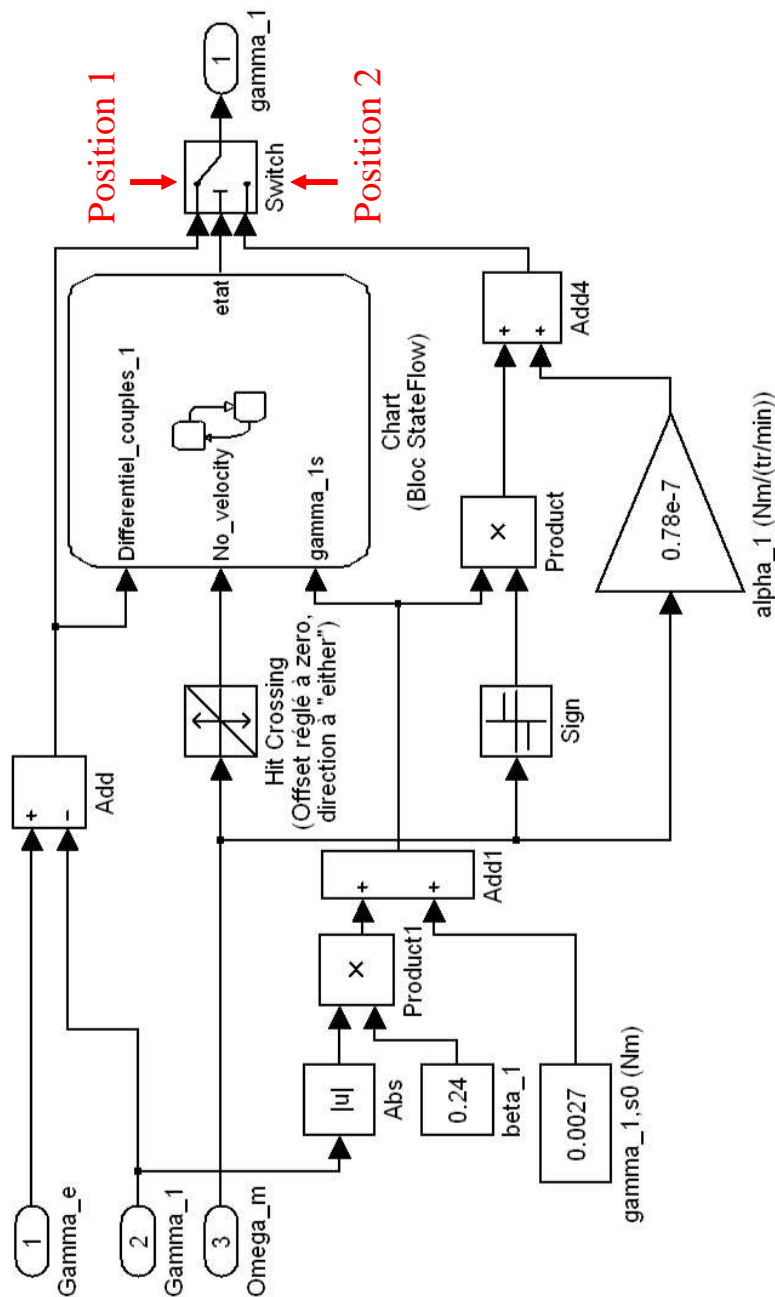 Position 1
Position 2
1
gamma_1
Switch
etat
Differentiel_couples_1
No_velocity
gamma_1s
Chart
(Bloc StateFlow)
+
+
Add4
×
Product
0.78e-7
alpha_1 (Nm/(tr/min))
+
-
Add
Hit Crossing
(Offset réglé à zero,
direction à "either")
Sign
+
+
Add1
×
Product1
|u|
Abs
0.24
beta_1
0.0027
gamma_1,s0 (Nm)
1
Gamma_e
2
Gamma_1
3
Omega_m